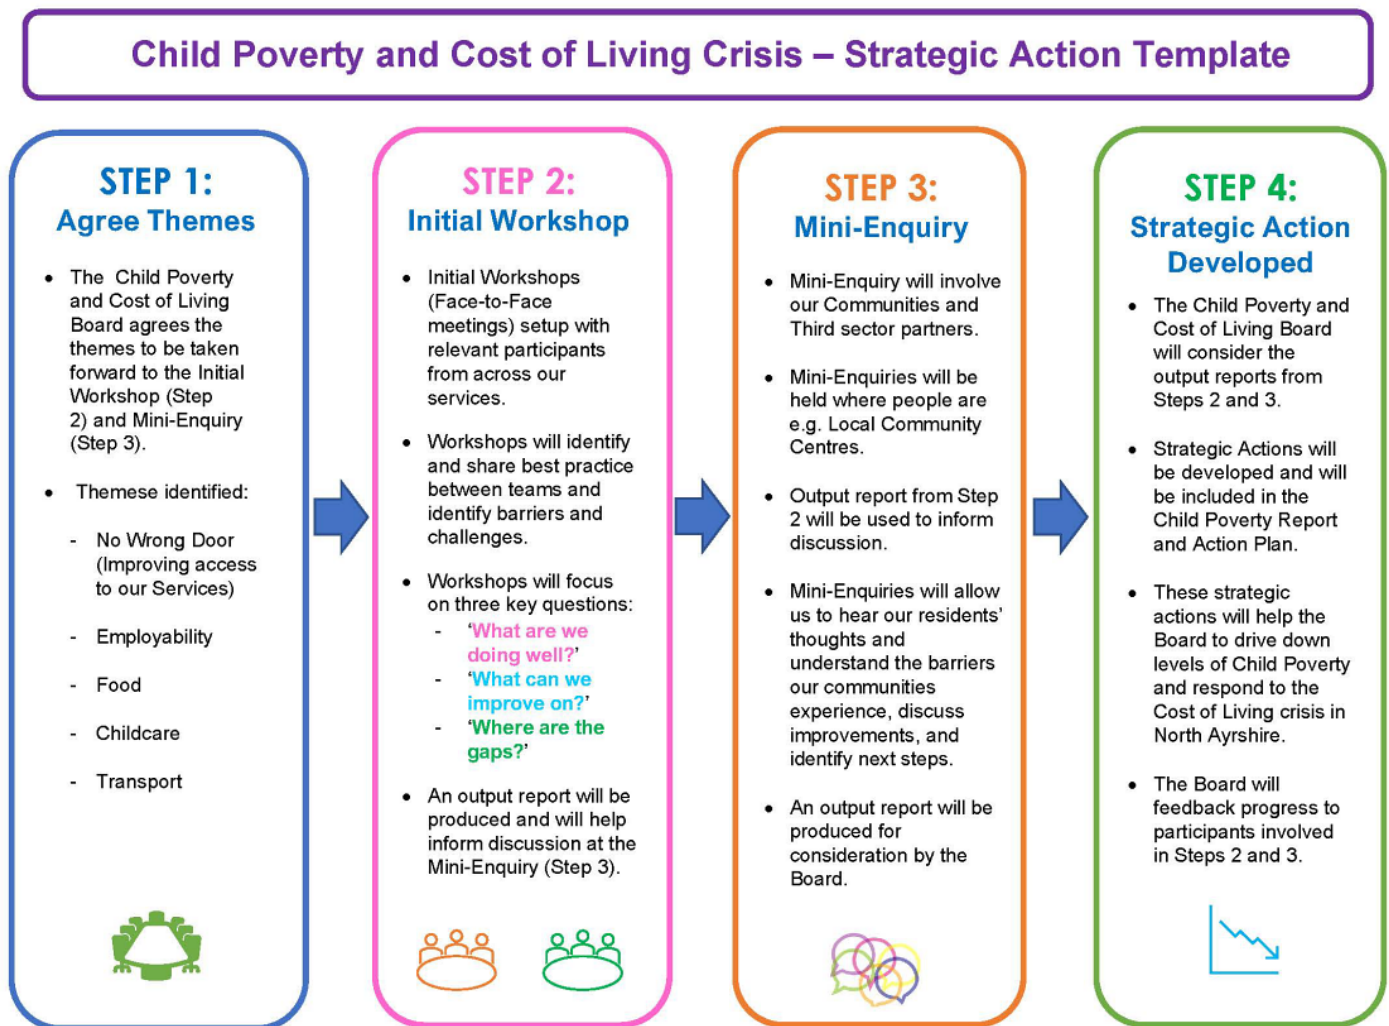 Child Poverty and Cost of Living Crisis – Strategic Action Template
STEP 1:
Agree Themes
• The Child Poverty
and Cost of Living
Board agrees the
themes to be taken
forward to the Initial
Workshop (Step
2) and Mini-Enquiry
(Step 3).
• Themese identified:
- No Wrong Door
(Improving access
to our Services)
- Employability
- Food
- Childcare
- Transport
STEP 2:
Initial Workshop
• Initial Workshops
(Face-to-Face
meetings) setup with
relevant participants
from across our
services.
• Workshops will identify
and share best practice
between teams and
identify barriers and
challenges.
• Workshops will focus
on three key questions:
- ‘What are we
doing well?’
- ‘What can we
improve on?’
- ‘Where are the
gaps?’
• An output report will be
produced and will help
inform discussion at the
Mini-Enquiry (Step 3).
STEP 3:
Mini-Enquiry
• Mini-Enquiry will involve
our Communities and
Third sector partners.
• Mini-Enquiries will be
held where people are
e.g. Local Community
Centres.
• Output report from Step
2 will be used to inform
discussion.
• Mini-Enquiries will allow
us to hear our residents’
thoughts and
understand the barriers
our communities
experience, discuss
improvements, and
identify next steps.
• An output report will be
produced for
consideration by the
Board.
STEP 4:
Strategic Action
Developed
• The Child Poverty and
Cost of Living Board
will consider the
output reports from
Steps 2 and 3.
• Strategic Actions will
be developed and will
be included in the
Child Poverty Report
and Action Plan.
• These strategic
actions will help the
Board to drive down
levels of Child Poverty
and respond to the
Cost of Living crisis in
North Ayrshire.
• The Board will
feedback progress to
participants involved
in Steps 2 and 3.